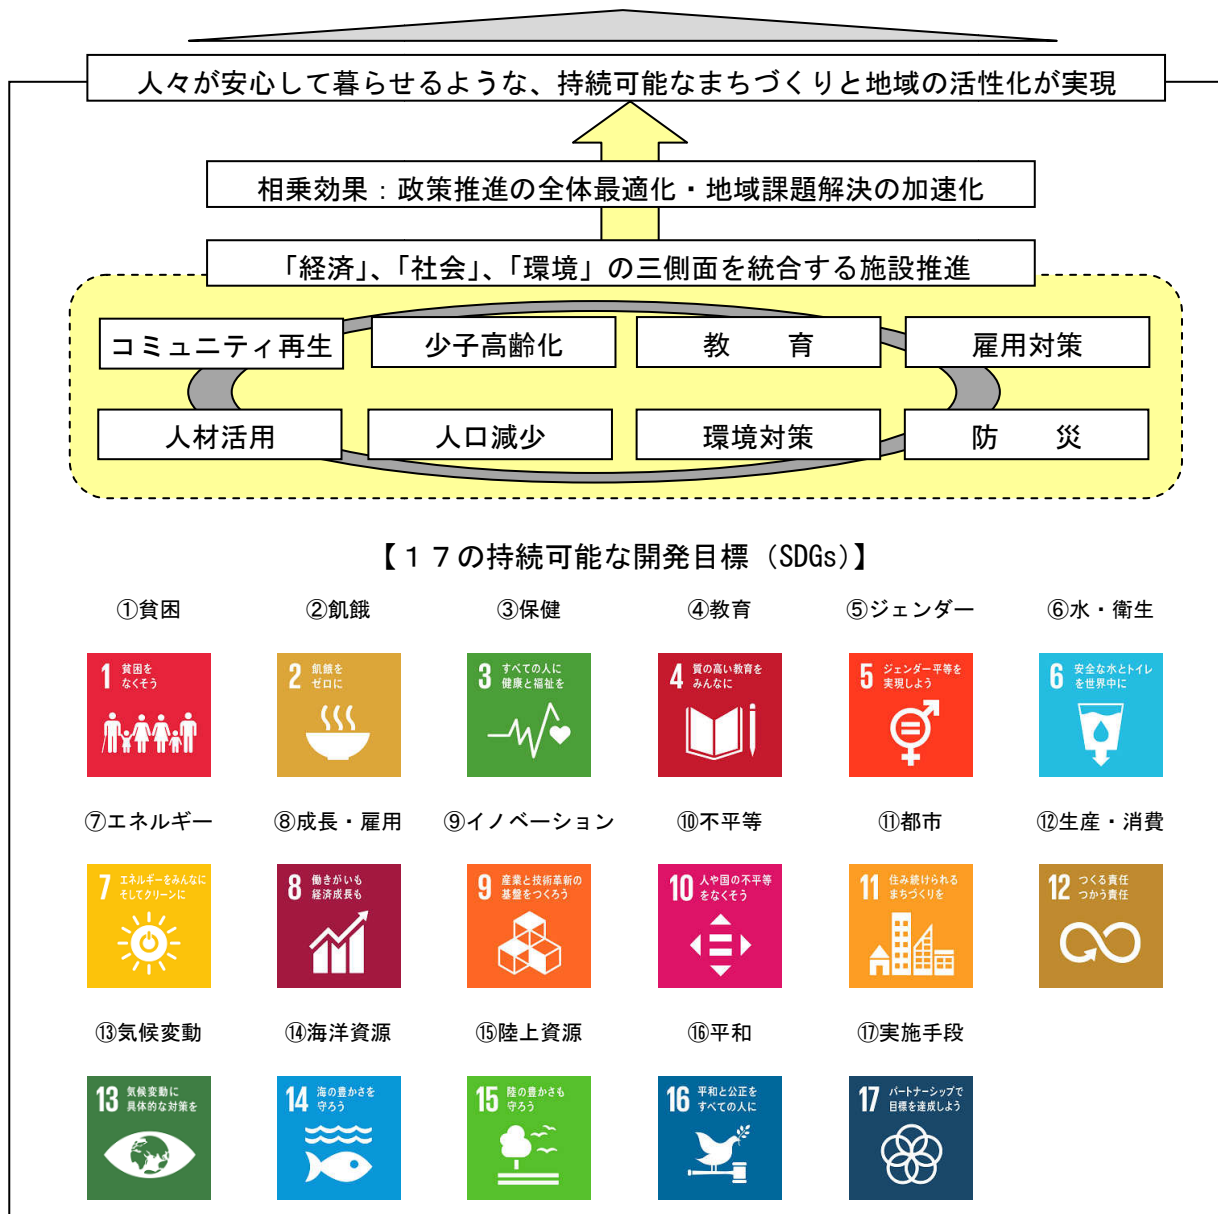 人々が安心して暮らせるような、持続可能なまちづくりと地域の活性化が実現
相乗効果：政策推進の全体最適化・地域課題解決の加速化
「経済」、「社会」、「環境」の三側面を統合する施設推進
コミュニティ再生 少子高齢化 教　育 雇用対策
人材活用 人口減少 環境対策 防　災
【１７の持続可能な開発目標（SDGs）】
①貧困 ②飢餓 ③保健 ④教育 ⑤ジェンダー ⑥水・衛生
1 貧困を
なくそう
2 飢餓を
ゼロに
3 すべての人に
健康と福祉を
4 質の高い教育を
みんなに
5 ジェンダー平等を
実現しよう
6 安全な水とトイレ
を世界中に
⑦エネルギー ⑧成長・雇用 ⑨イノベーション ⑩不平等 ⑪都市 ⑫生産・消費
7 エネルギーをみんなに
そしてクリーンに
8 働きがいも
経済成長も
9 産業と技術革新の
基盤をつくろう
10 人や国の不平等
をなくそう
11 住み続けられる
まちづくりを
12 つくる責任
つかう責任
⑬気候変動 ⑭海洋資源 ⑮陸上資源 ⑯平和 ⑰実施手段
13 気候変動に
具体的な対策を
14 海の豊かさを
守ろう
15 陸の豊かさも
守ろう
16 平和と公正を
すべての人に
17 パートナーシップで
目標を達成しよう